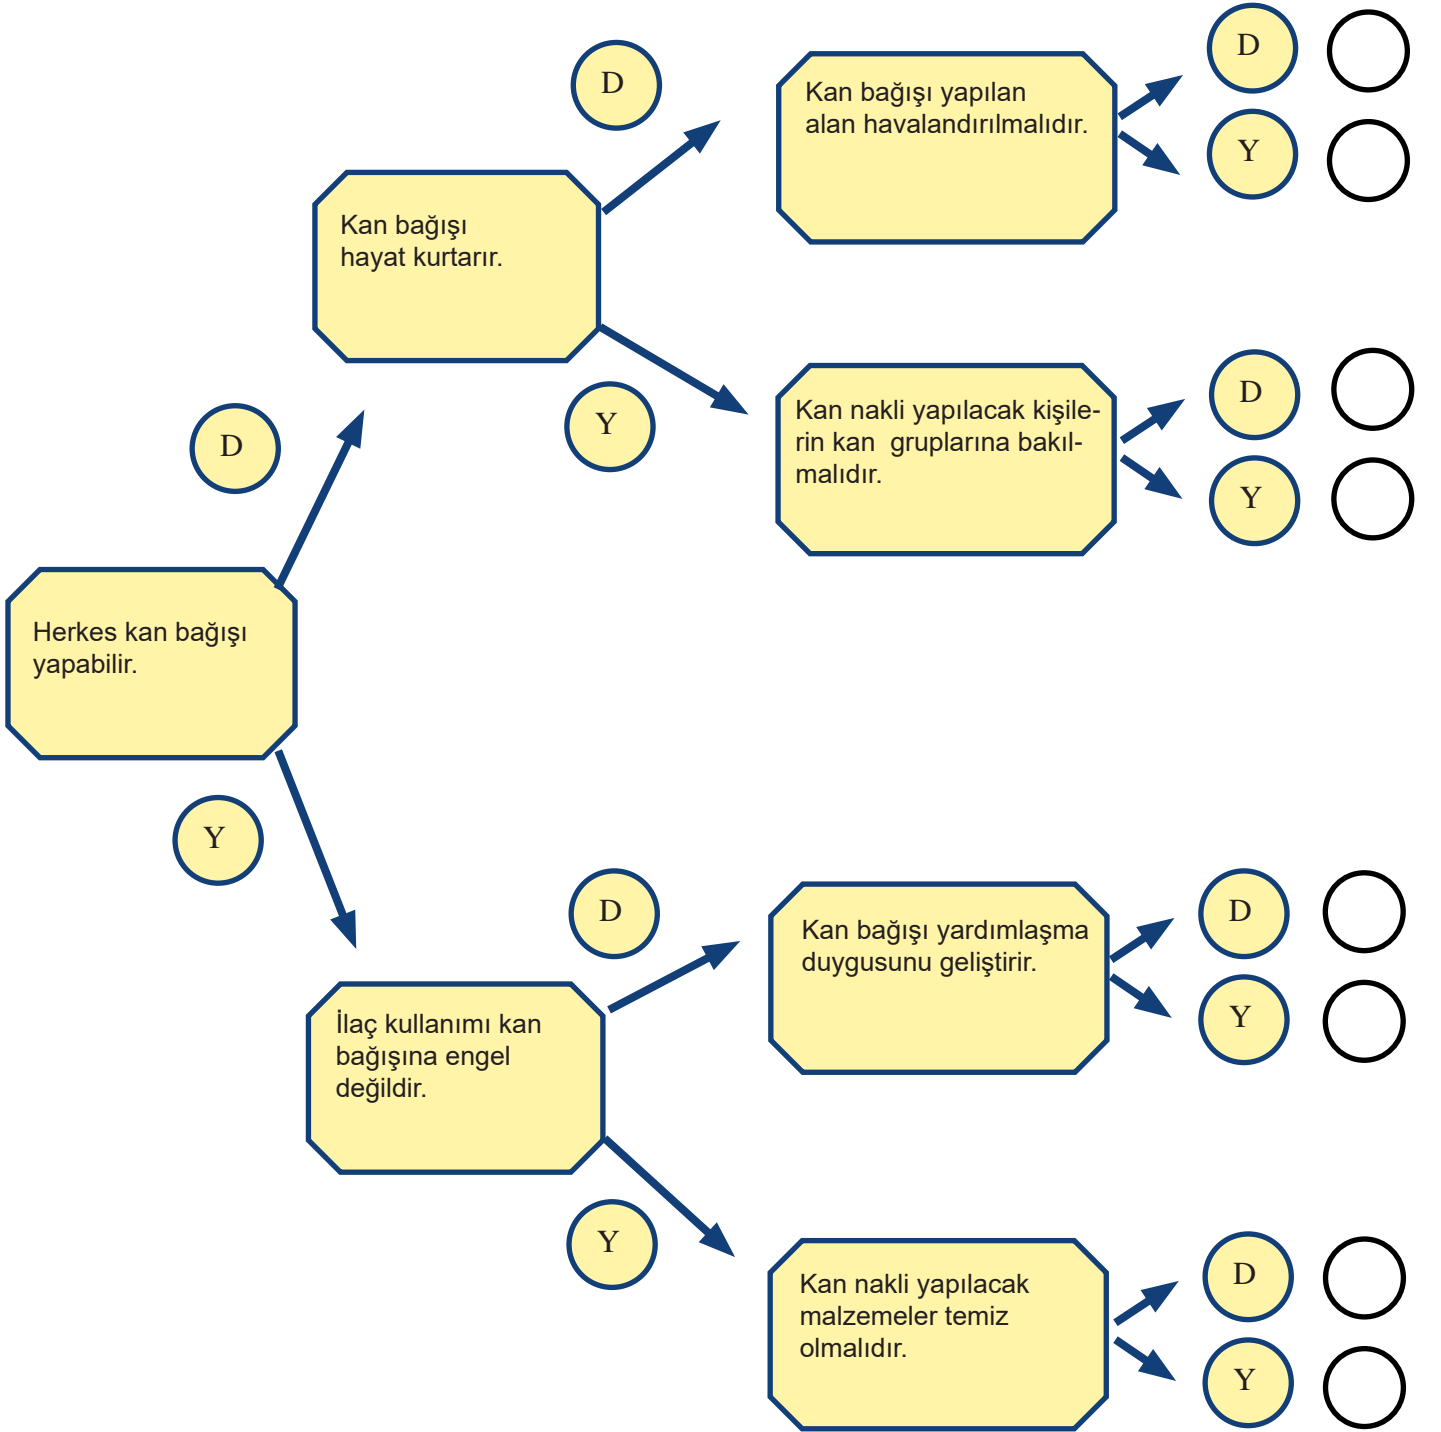 D
Kan bağışı yapılan
alan havalandırılmalıdır.
D
Y
Kan bağışı
hayat kurtarır.
Y
Kan nakli yapılacak kişile-
rin kan gruplarına bakıl-
malıdır.
D
Y
D
Herkes kan bağışı
yapabilir.
Y
D
Kan bağışı yardımlaşma
duygusunu geliştirir.
D
Y
İlaç kullanımı kan
bağışına engel
değildir.
Y
Kan nakli yapılacak
malzemeler temiz
olmalıdır.
D
Y